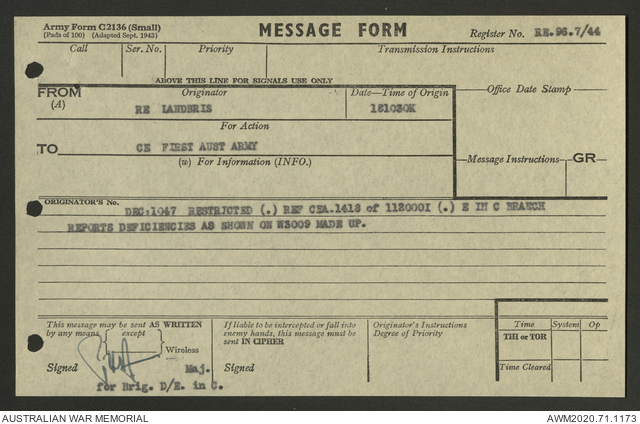 Army Form C2136 (Small)
(Pads of 100) (Adapted Sept. 1943)
MESSAGE FORM
Register No. RE.96.7/44
Call Ser. No. Priority Transmission Instructions
ABOVE THIS LINE FOR SIGNALS USE ONLY
FROM Originator Date—Time of Origin Office Date Stamp
(A) RE LANDBRIS 181030K
For Action
TO CE FIRST AUST ARMY
(w) For Information (INFO.) Message Instructions GR
ORIGINATOR'S No.
DRC:1047 RESTRICTED (.) REF CEA.1418 of 112000I (.) E IN C BRANCH
REPORTS DEFICIENCIES AS SHOWN ON W3009 MADE UP.
This message may be sent AS WRITTEN
by any means except
Wireless
Signed Maj.
for Brig. D/E. in C.
If liable to be intercepted or fall into
enemy hands, this message must be
sent IN CIPHER
Signed
Originator's Instructions
Degree of Priority
Time System Op
THI or TOR
Time Cleared
AUSTRALIAN WAR MEMORIAL AWM2020.71.1173